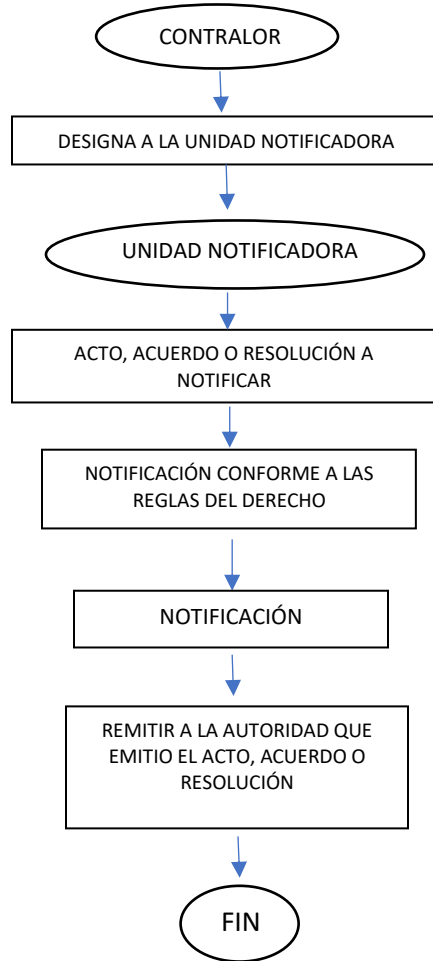 CONTRALOR
DESIGNA A LA UNIDAD NOTIFICADORA
UNIDAD NOTIFICADORA
ACTO, ACUERDO O RESOLUCIÓN A
NOTIFICAR
NOTIFICACIÓN CONFORME A LAS
REGLAS DEL DERECHO
NOTIFICACIÓN
REMITIR A LA AUTORIDAD QUE
EMITIO EL ACTO, ACUERDO O
RESOLUCIÓN
FIN